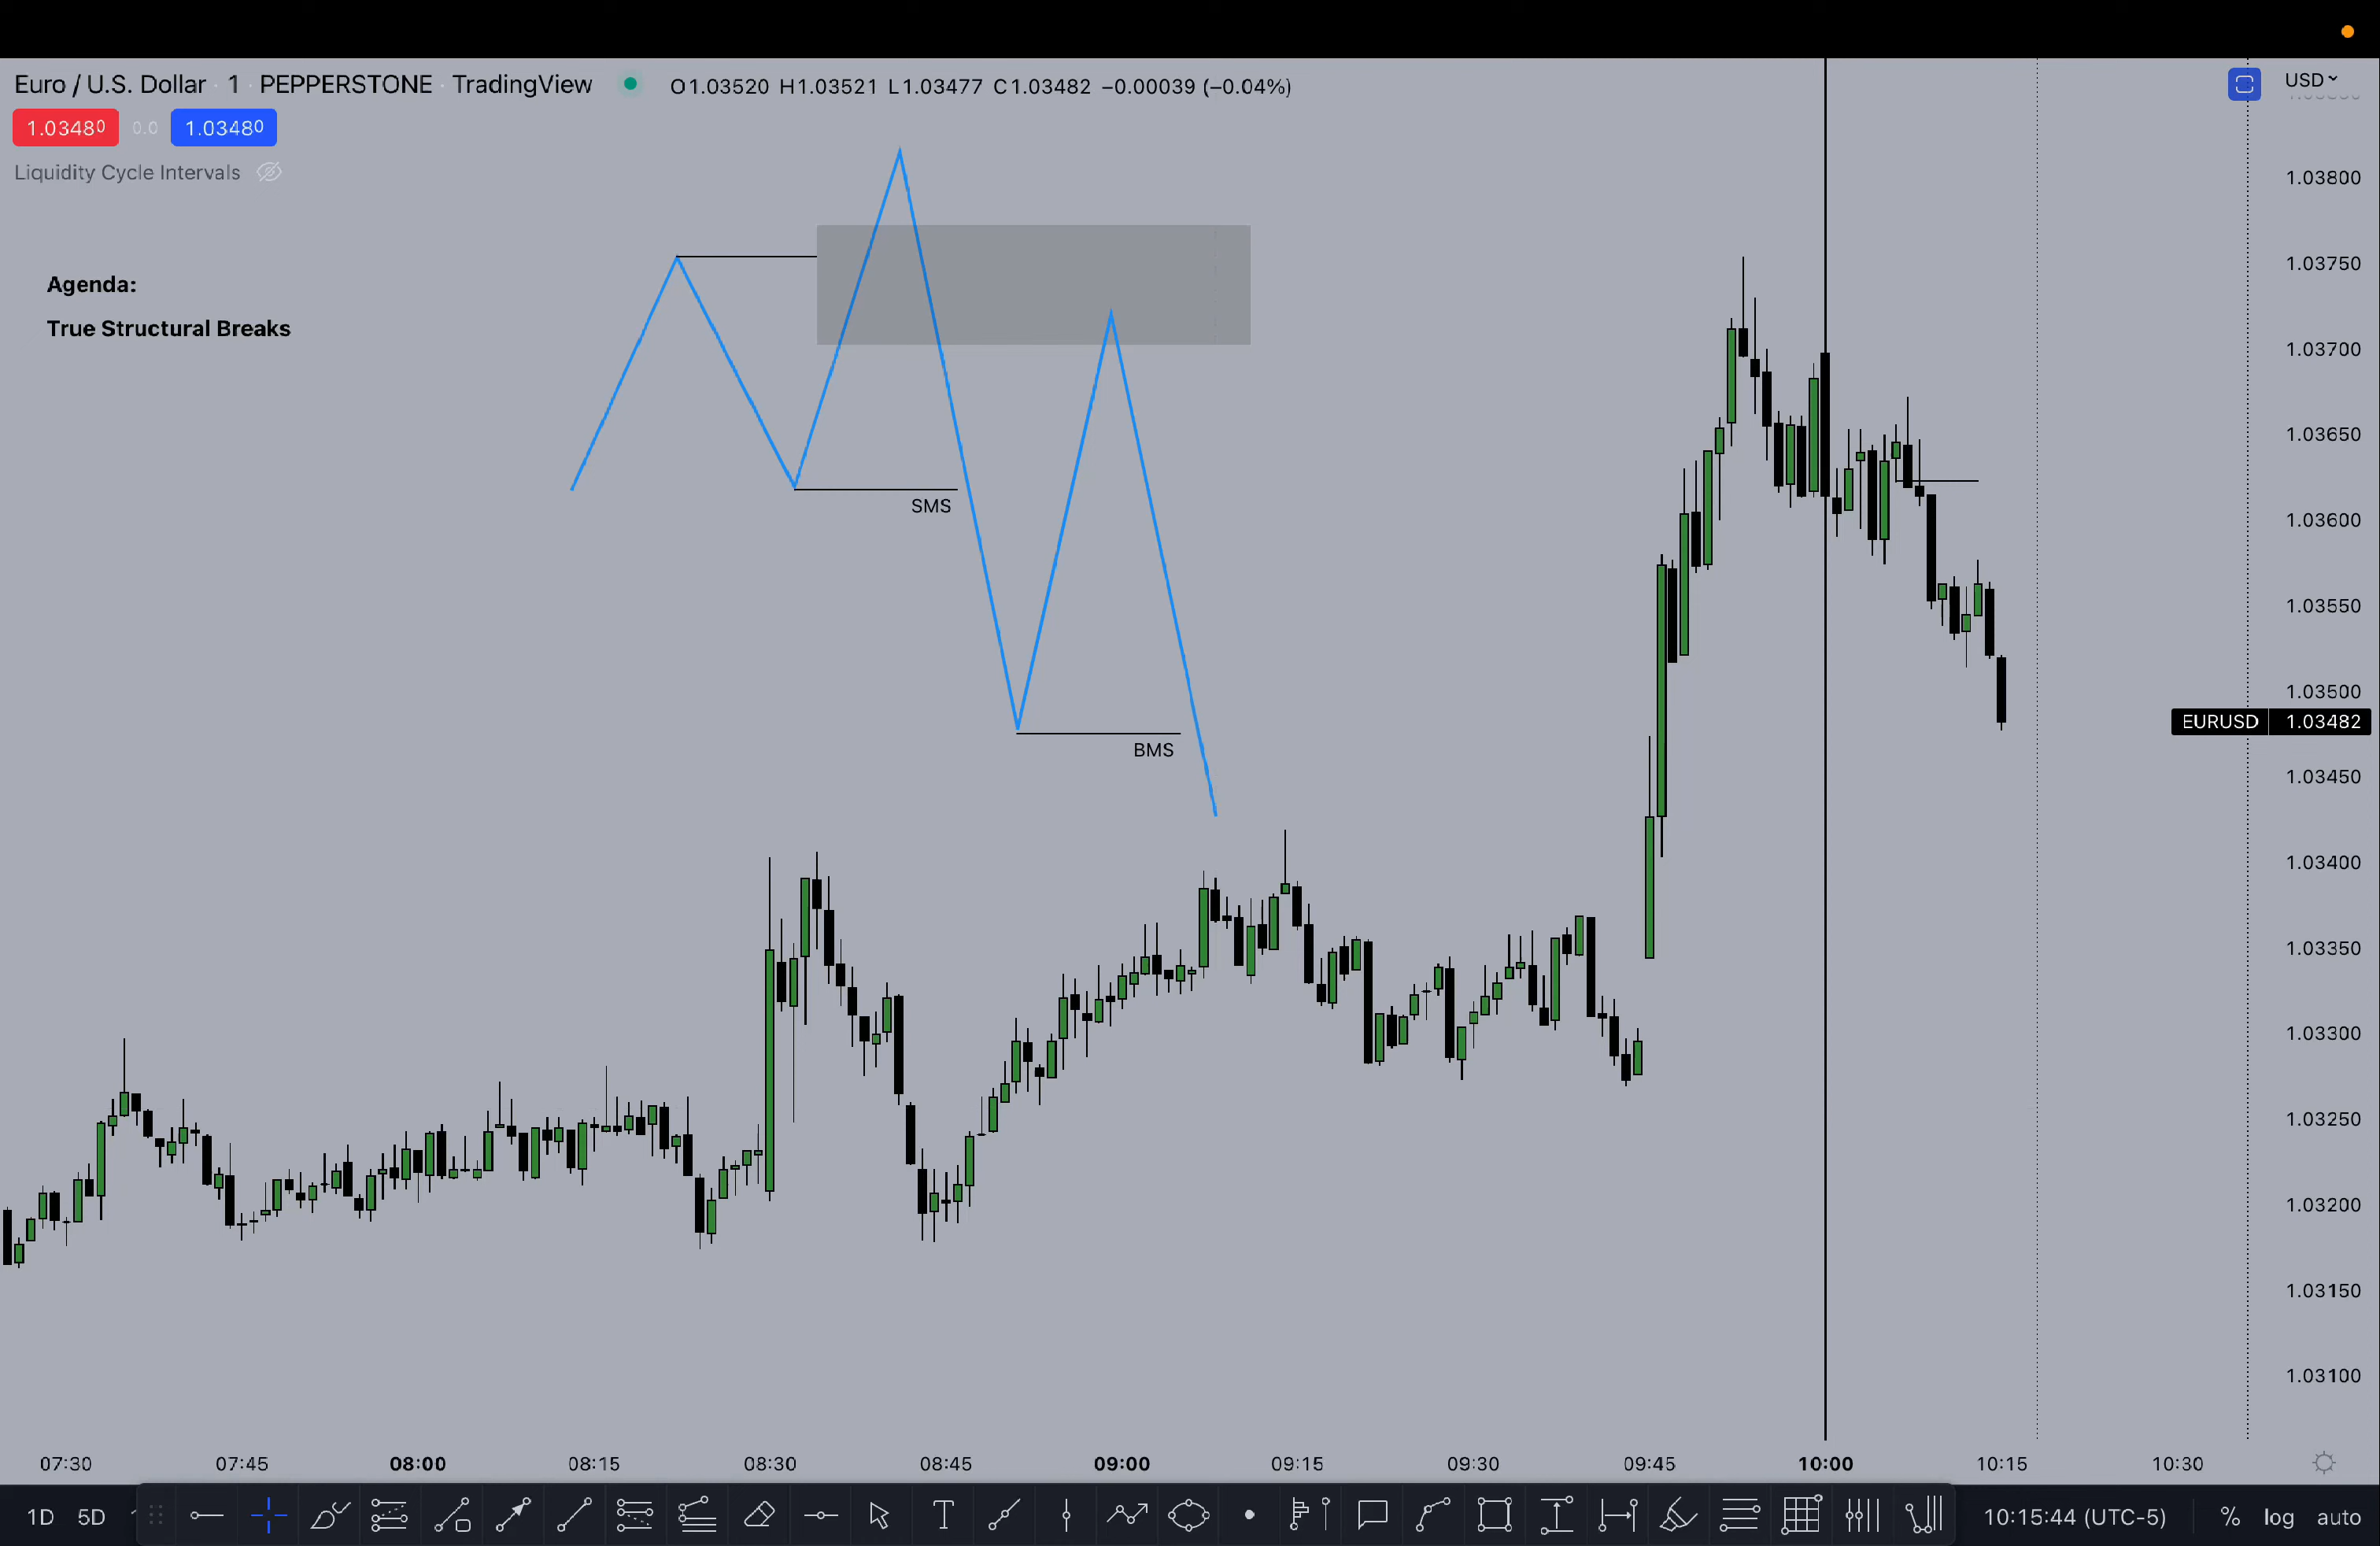 Euro / U.S. Dollar · 1 · PEPPERSTONE · TradingView O1.03520 H1.03521 L1.03477 C1.03482 −0.00039 (−0.04%) USD
1.03480 0.0 1.03480
Liquidity Cycle Intervals
1.03800
1.03750
Agenda:
True Structural Breaks
1.03700
1.03650
SMS
1.03600
1.03550
1.03500
EURUSD 1.03482
BMS
1.03450
1.03400
1.03350
1.03300
1.03250
1.03200
1.03150
1.03100
07:30 07:45 08:00 08:15 08:30 08:45 09:00 09:15 09:30 09:45 10:00 10:15 10:30
1D 5D 10:15:44 (UTC-5) % log auto